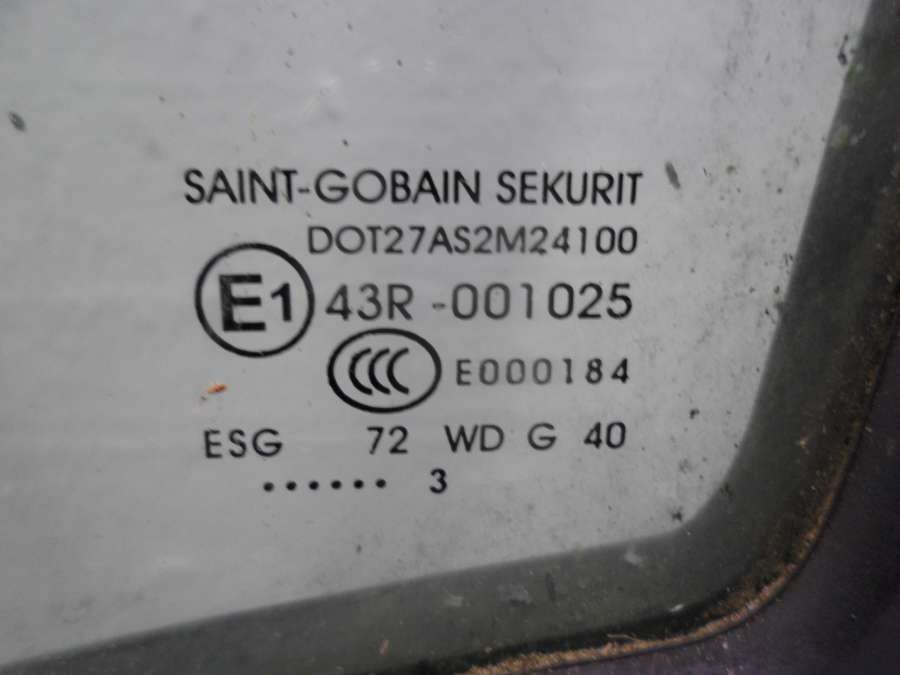 SAINT-GOBAIN SEKURIT
DOT27AS2M24100
E1 43R -001025
CCC E000184
ESG 72 WD G 40
•••••• 3